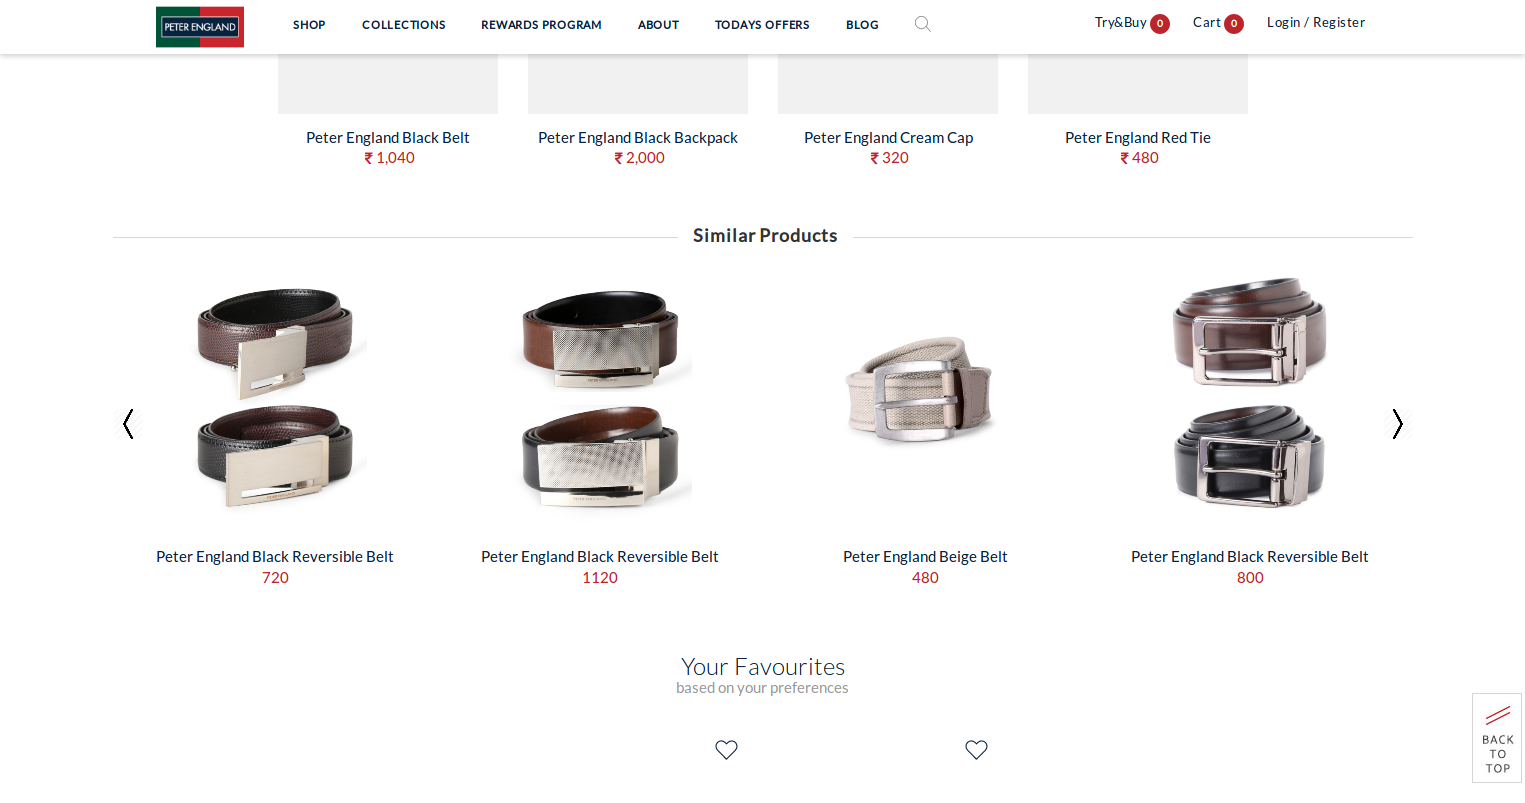 PETER ENGLAND
SHOP COLLECTIONS REWARDS PROGRAM ABOUT TODAYS OFFERS BLOG
Try&Buy 0 Cart 0 Login / Register
Peter England Black Belt
₹ 1,040
Peter England Black Backpack
₹ 2,000
Peter England Cream Cap
₹ 320
Peter England Red Tie
₹ 480
Similar Products
Peter England Black Reversible Belt
720
Peter England Black Reversible Belt
1120
Peter England Beige Belt
480
Peter England Black Reversible Belt
800
Your Favourites
based on your preferences
BACK
TO
TOP